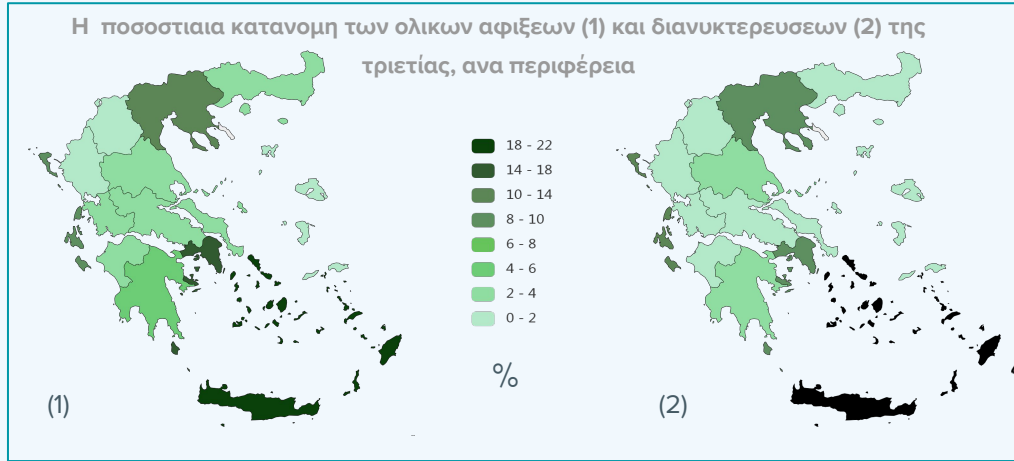 Η ποσοστιαια κατανομη των ολικων αφιξεων (1) και διανυκτερευσεων (2) της
τριετίας, ανα περιφέρεια
18 - 22
14 - 18
10 - 14
8 - 10
6 - 8
4 - 6
2 - 4
0 - 2
%
(1)
(2)